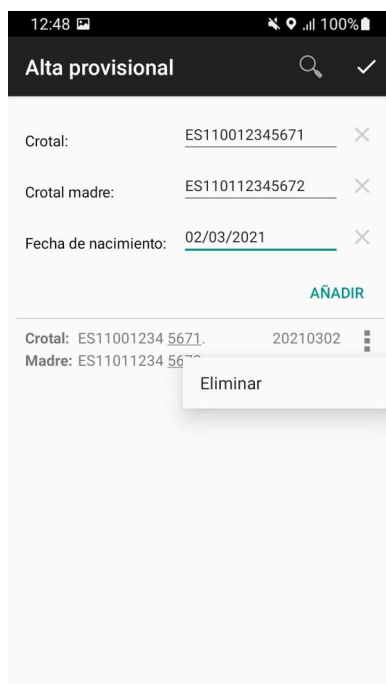 12:48 100%
Alta provisional
Crotal: ES110012345671
Crotal madre: ES110112345672
Fecha de nacimiento: 02/03/2021
AÑADIR
Crotal: ES11001234 5671. 20210302
Madre: ES11011234
Eliminar